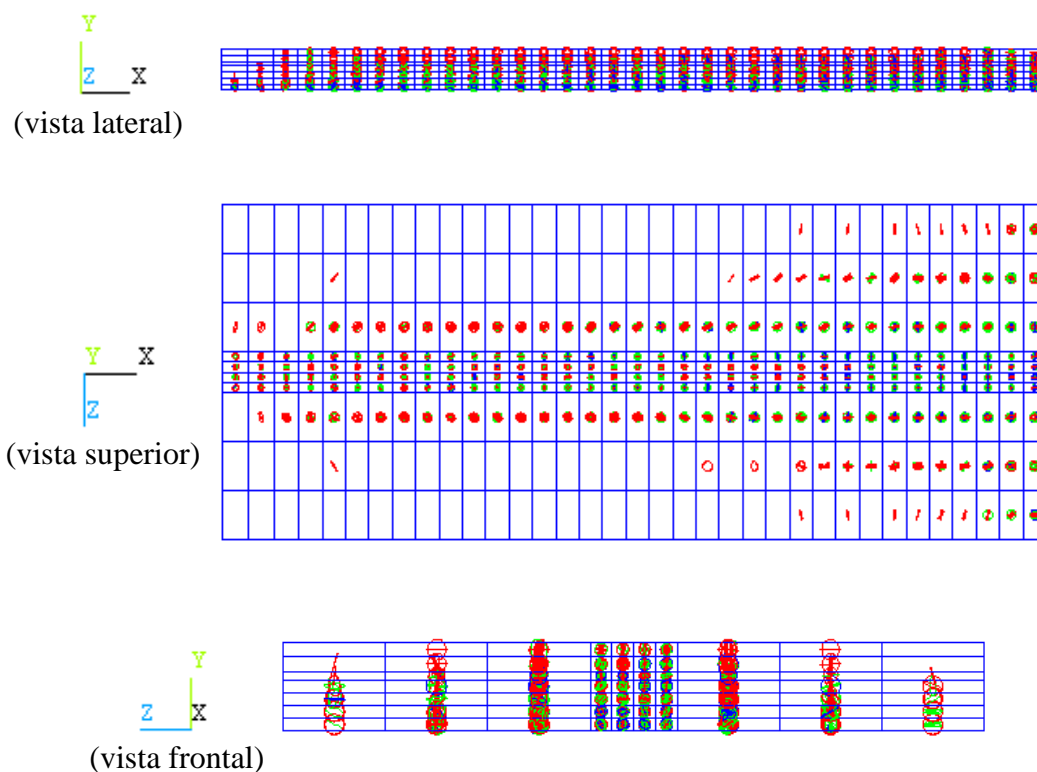 Y
Z X
(vista lateral)
Y X
Z
(vista superior)
Y
Z X
(vista frontal)